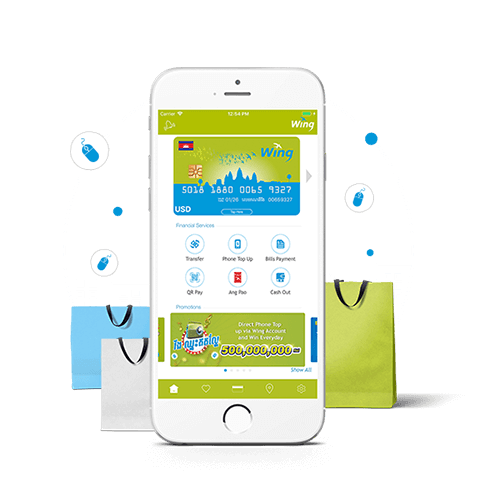 Carrier
12:54 PM
Wing
Wing
5018 1880 0065 9327
USD
Tap Here
Financial Services
Transfer
Phone Top Up
Bills Payment
QR Pay
Ang Pao
Cash Out
Promotions
Direct Phone Top
up via Wing Account
and Win Everyday
500,000,000
Show All